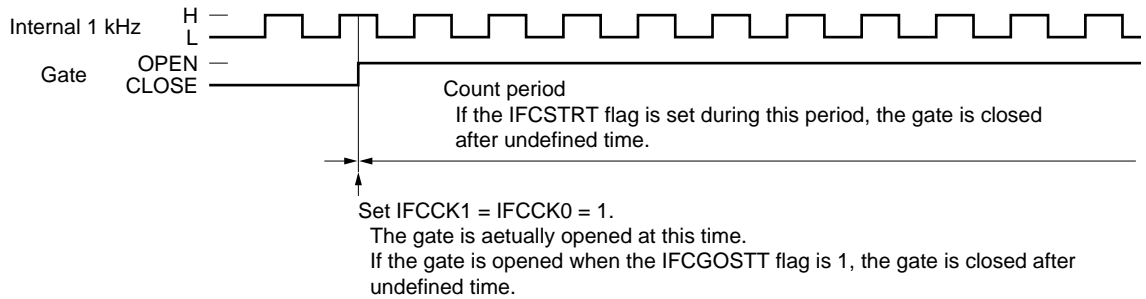 H
Internal 1 kHz
L
OPEN
Gate
CLOSE
Count period
If the IFCSTRT flag is set during this period, the gate is closed
after undefined time.
Set IFCCK1 = IFCCK0 = 1.
The gate is aetually opened at this time.
If the gate is opened when the IFCGOSTT flag is 1, the gate is closed after
undefined time.